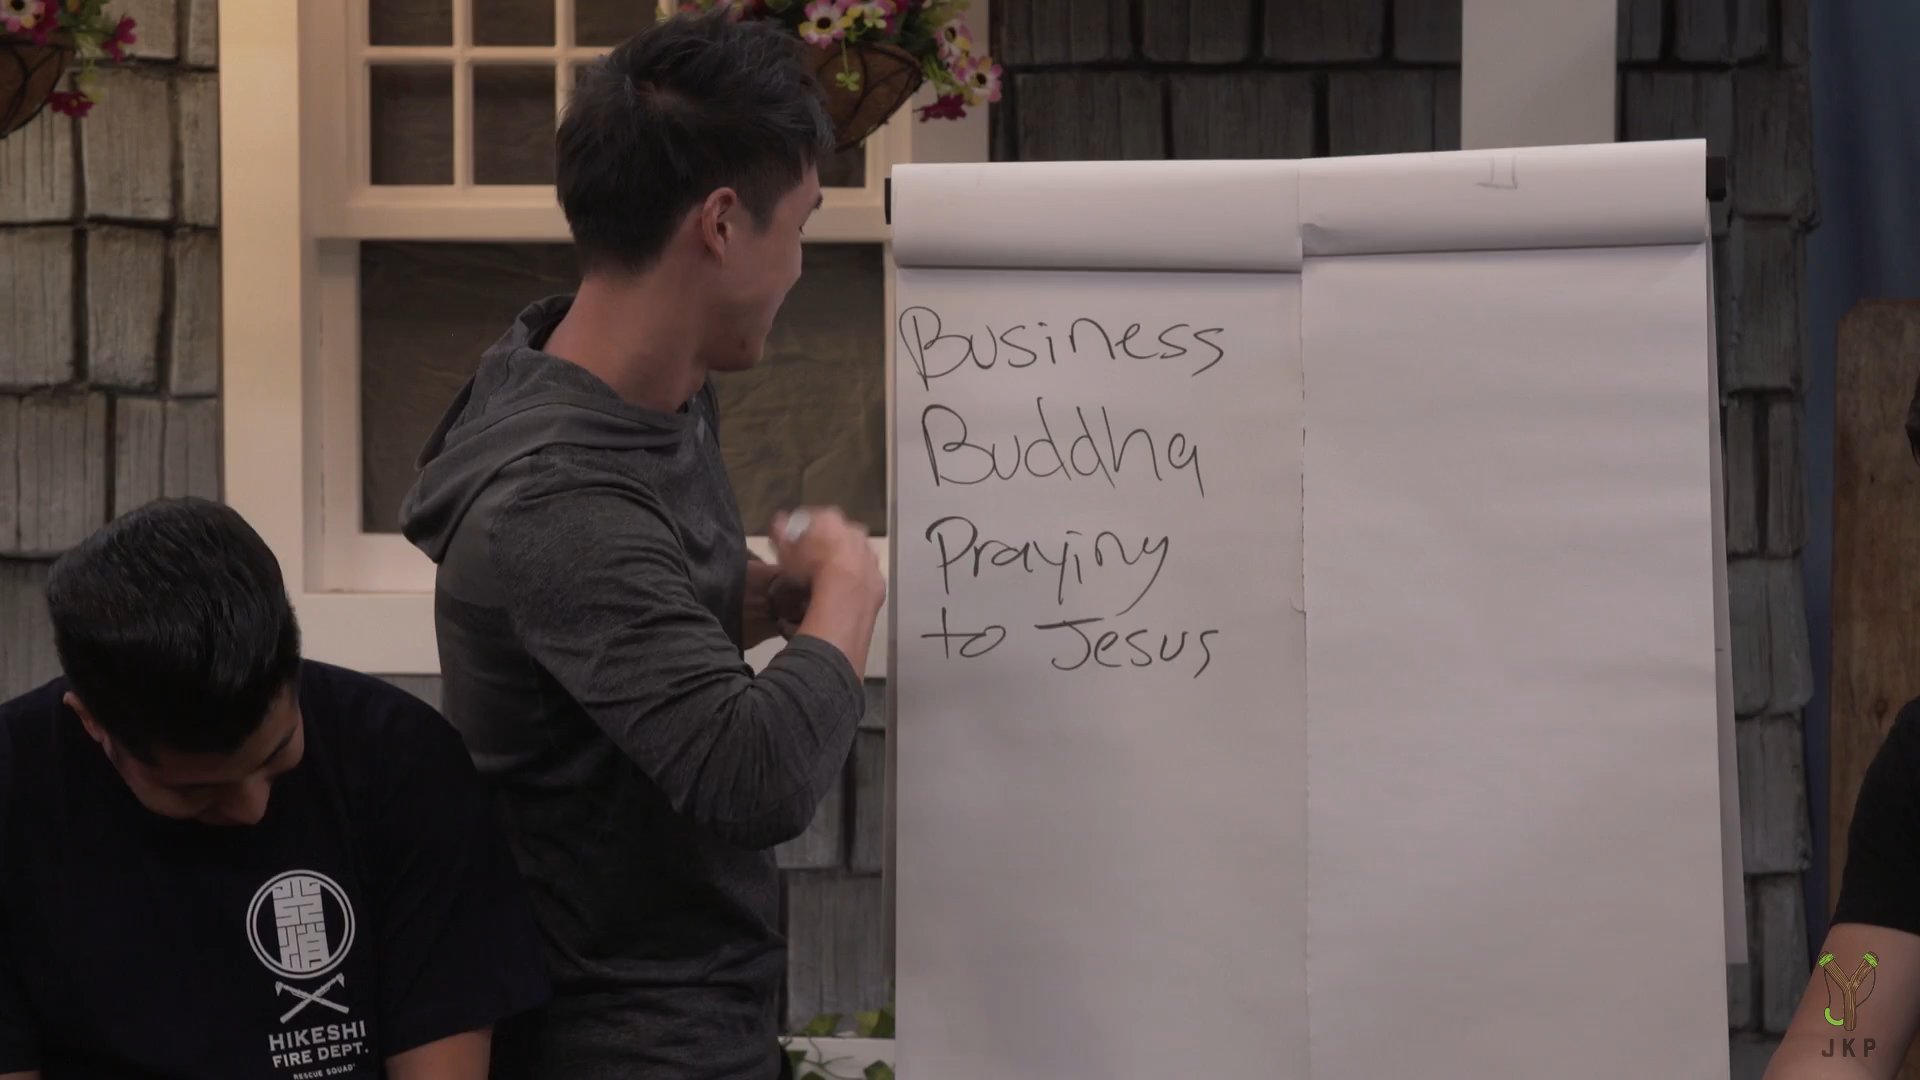 Business
Buddha
Praying
to Jesus
HIKESHI
FIRE DEPT.
RESCUE SQUAD
JKP